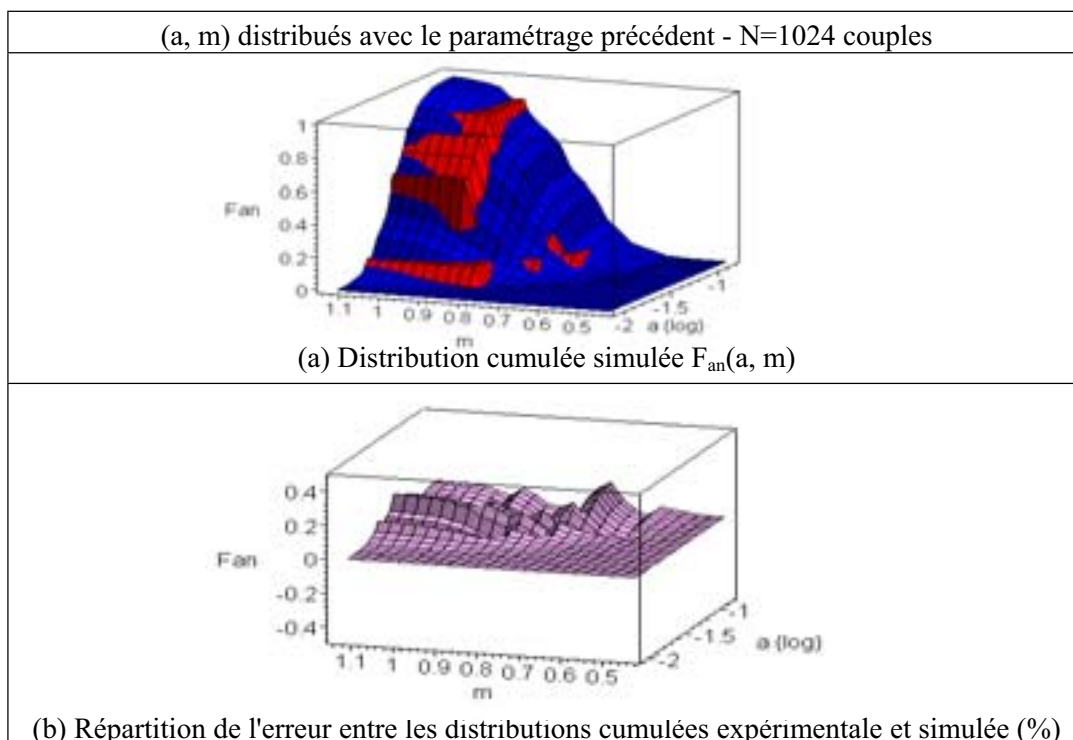 (a, m) distribués avec le paramétrage précédent - N=1024 couples
1
0.8
0.6
Fan
0.4
0.2
0
1.1 1 0.9 0.8 0.7 0.6 0.5 -2 -1.5 -1
m
a (log)
(a) Distribution cumulée simulée Fan(a, m)
0.4
0.2
Fan 0
-0.2
-0.4
1.1 1 0.9 0.8 0.7 0.6 0.5 -2 -1.5 -1
m
a (log)
(b) Répartition de l'erreur entre les distributions cumulées expérimentale et simulée (%)